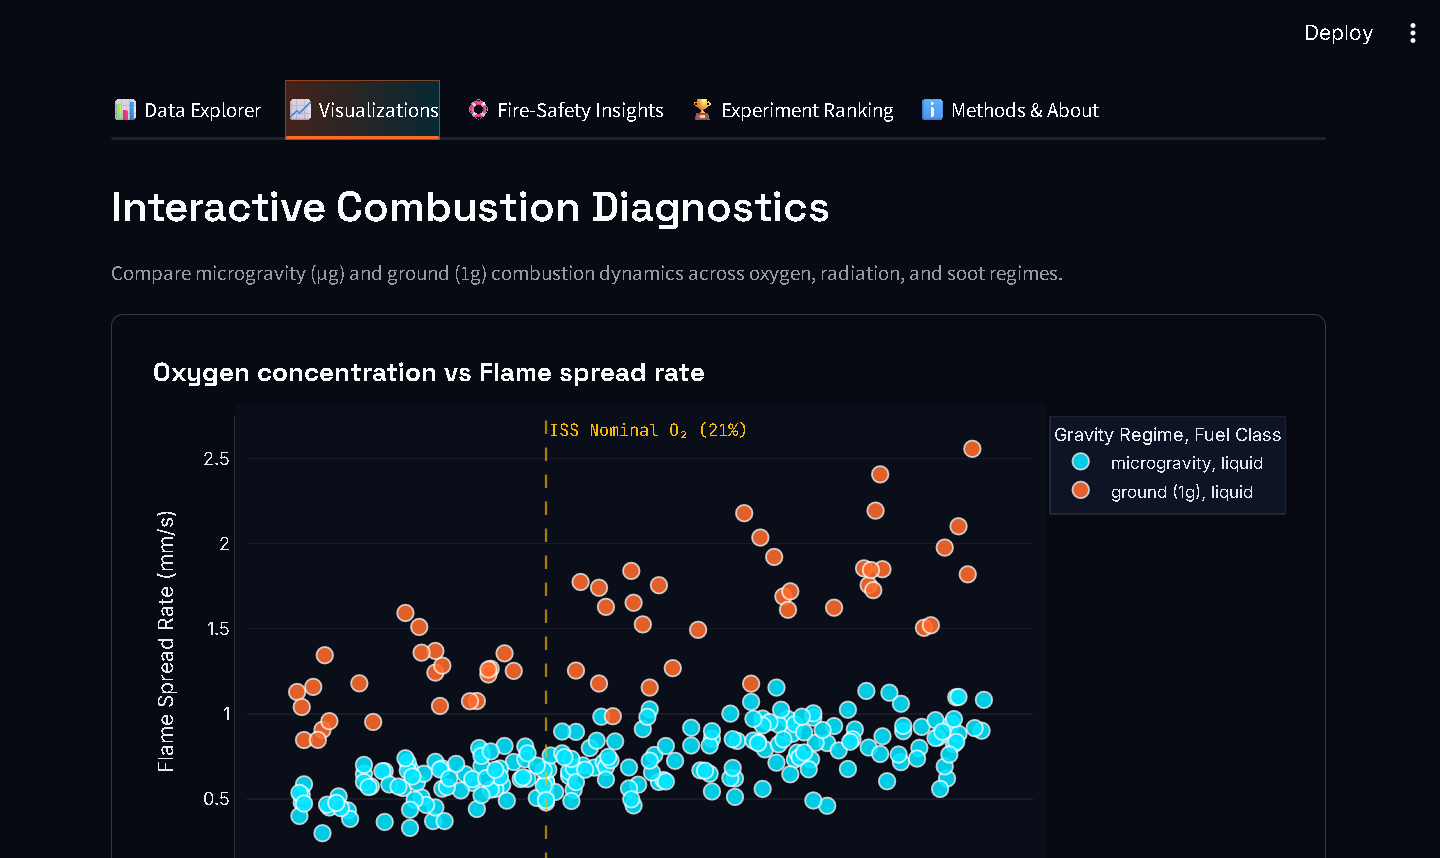 Deploy
Data Explorer
Visualizations
Fire-Safety Insights
Experiment Ranking
Methods & About
Interactive Combustion Diagnostics
Compare microgravity (μg) and ground (1g) combustion dynamics across oxygen, radiation, and soot regimes.
Oxygen concentration vs Flame spread rate
ISS Nominal O₂ (21%)
Gravity Regime, Fuel Class
microgravity, liquid
ground (1g), liquid
Flame Spread Rate (mm/s)
2.5
2
1.5
1
0.5